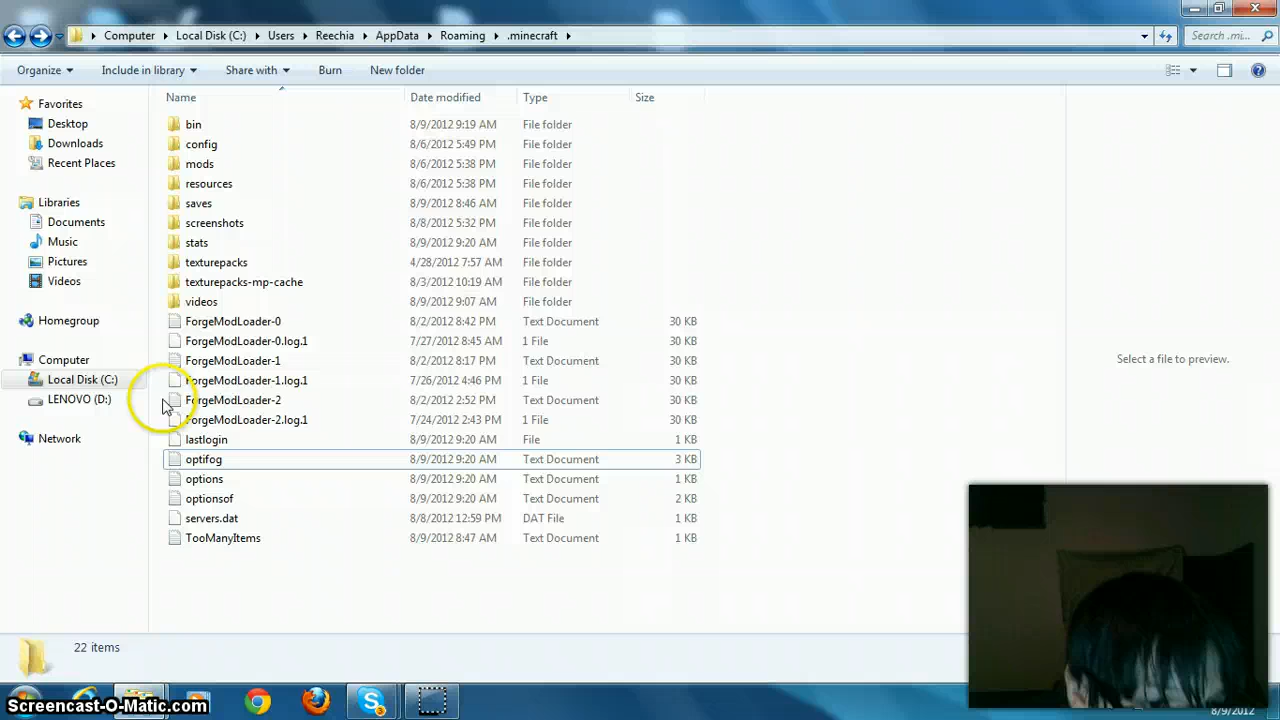 Computer Local Disk (C:) Users Reechia AppData Roaming .minecraft Search .mi...
Organize Include in library Share with Burn New folder
Name Date modified Type Size
Favorites
Desktop
Downloads
Recent Places
Libraries
Documents
Music
Pictures
Videos
Homegroup
Computer
Local Disk (C:)
LENOVO (D:)
Network
bin 8/9/2012 9:19 AM File folder
config 8/6/2012 5:49 PM File folder
mods 8/6/2012 5:38 PM File folder
resources 8/6/2012 5:38 PM File folder
saves 8/9/2012 8:46 AM File folder
screenshots 8/8/2012 5:32 PM File folder
stats 8/9/2012 9:20 AM File folder
texturepacks 4/28/2012 7:57 AM File folder
texturepacks-mp-cache 8/3/2012 10:19 AM File folder
videos 8/9/2012 9:07 AM File folder
ForgeModLoader-0 8/2/2012 8:42 PM Text Document 30 KB
ForgeModLoader-0.log.1 7/27/2012 8:45 AM 1 File 30 KB
ForgeModLoader-1 8/2/2012 8:17 PM Text Document 30 KB
ForgeModLoader-1.log.1 7/26/2012 4:46 PM 1 File 30 KB
ForgeModLoader-2 8/2/2012 2:52 PM Text Document 30 KB
ForgeModLoader-2.log.1 7/24/2012 2:43 PM 1 File 30 KB
lastlogin 8/9/2012 9:20 AM File 1 KB
optifog 8/9/2012 9:20 AM Text Document 3 KB
options 8/9/2012 9:20 AM Text Document 1 KB
optionsof 8/9/2012 9:20 AM Text Document 2 KB
servers.dat 8/8/2012 12:59 PM DAT File 1 KB
TooManyItems 8/9/2012 8:47 AM Text Document 1 KB
Select a file to preview.
22 items
Screencast-O-Matic.com
8/9/2012